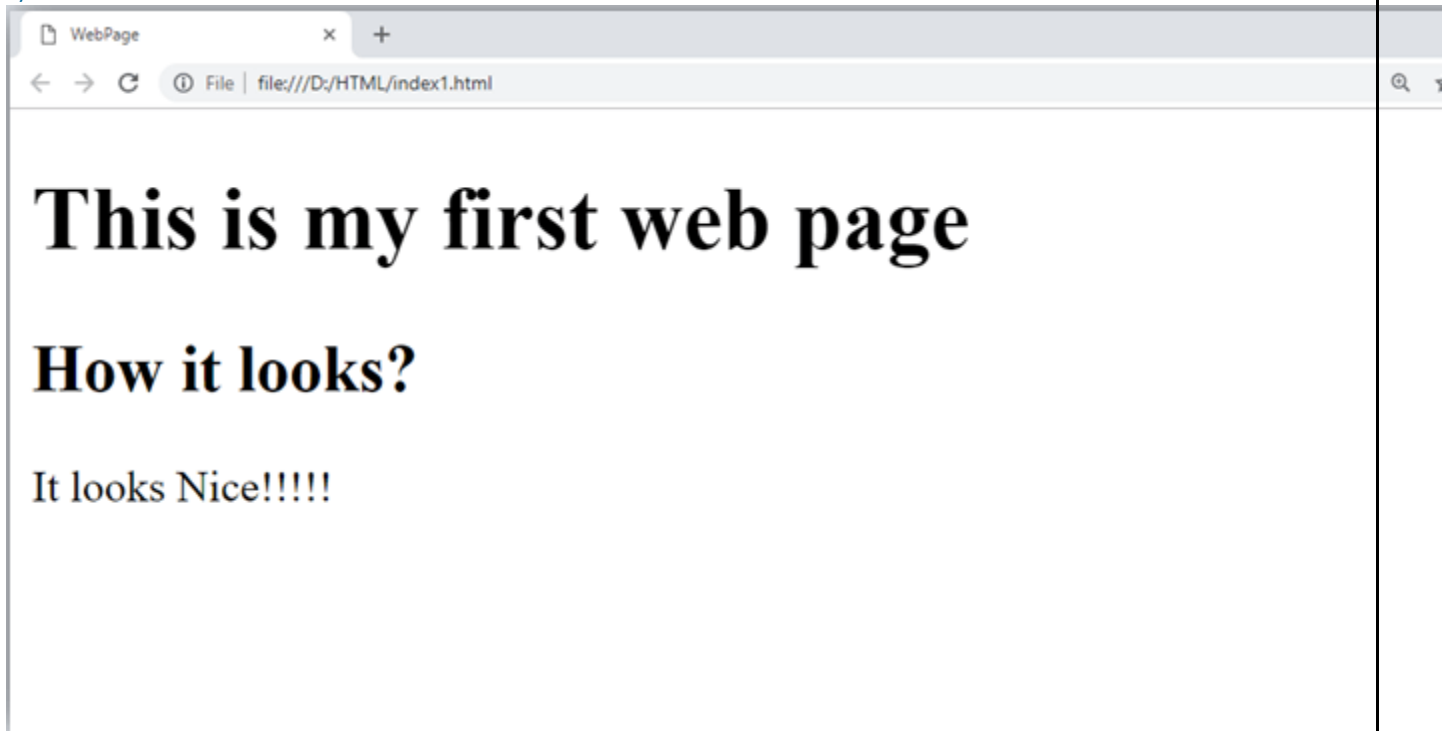 WebPage
File | file:///D:/HTML/index1.html
This is my first web page
How it looks?
It looks Nice!!!!!